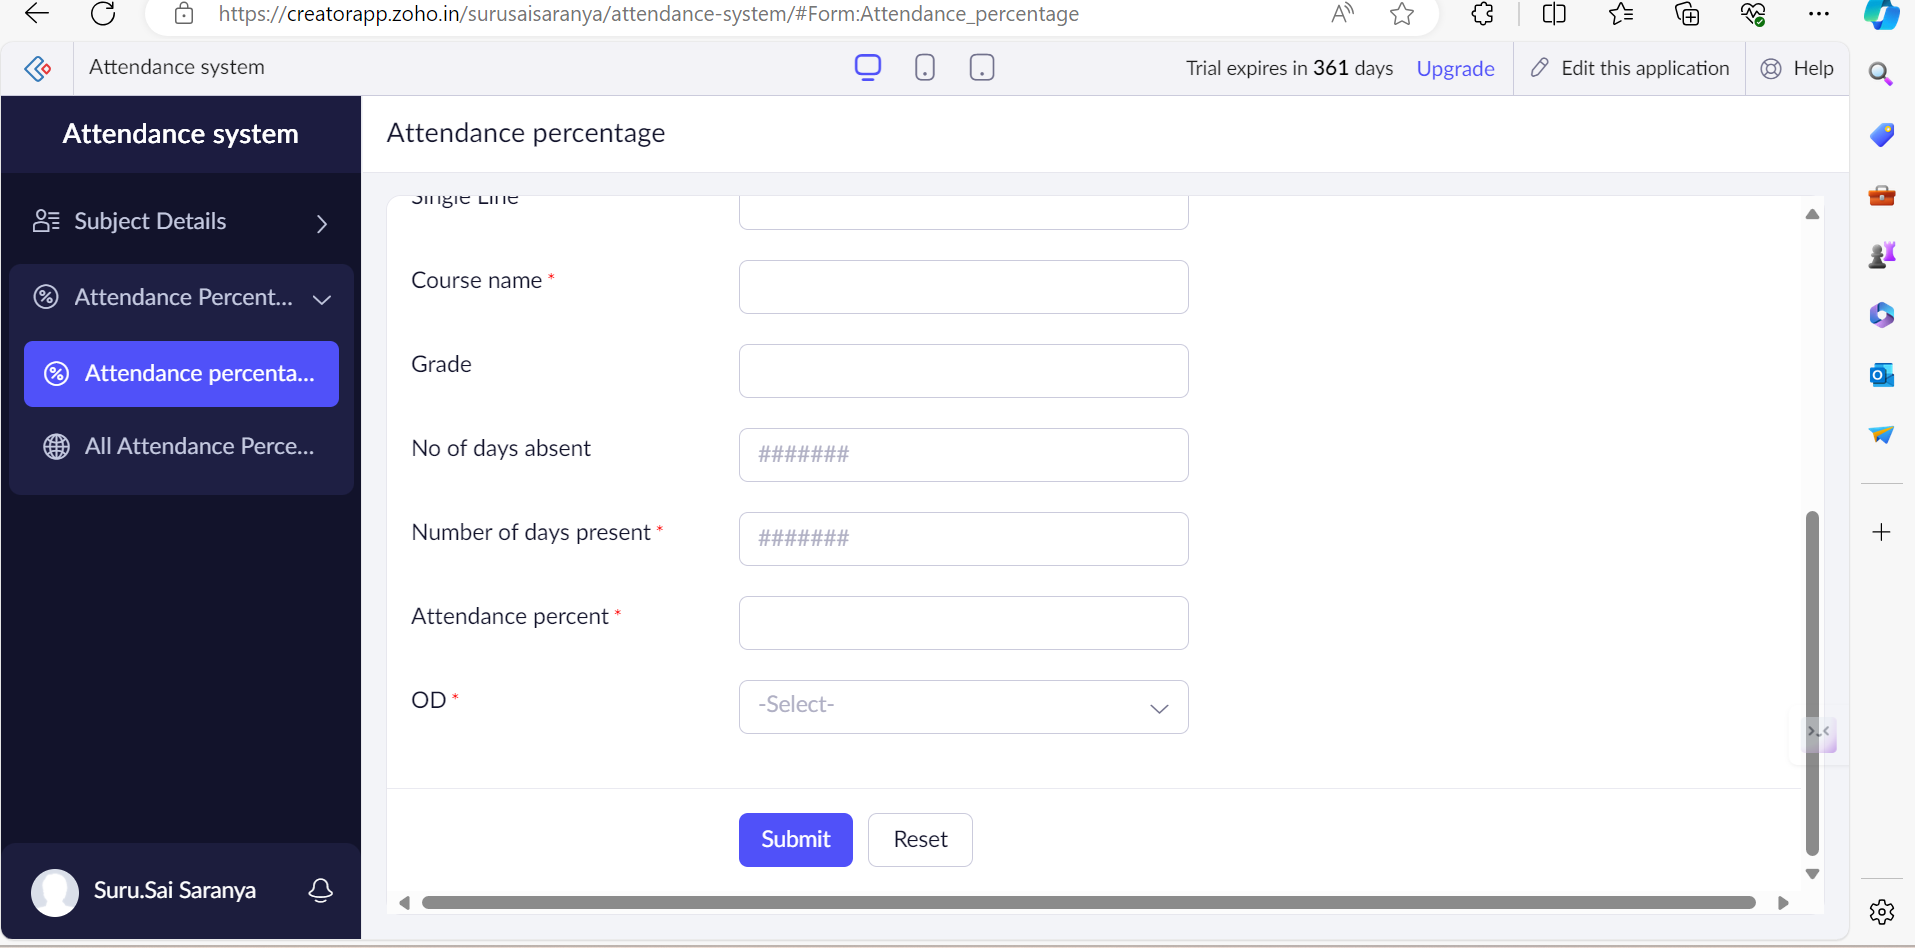 https://creatorapp.zoho.in/surusaisaranya/attendance-system/#Form:Attendance_percentage
Attendance system
Trial expires in 361 days
Upgrade
Edit this application
Help
Attendance system
Subject Details
Attendance Percent...
Attendance percenta...
All Attendance Perce...
Suru.Sai Saranya
Attendance percentage
Single Line
Course name *
Grade
No of days absent
#######
Number of days present *
#######
Attendance percent *
OD *
-Select-
Submit
Reset